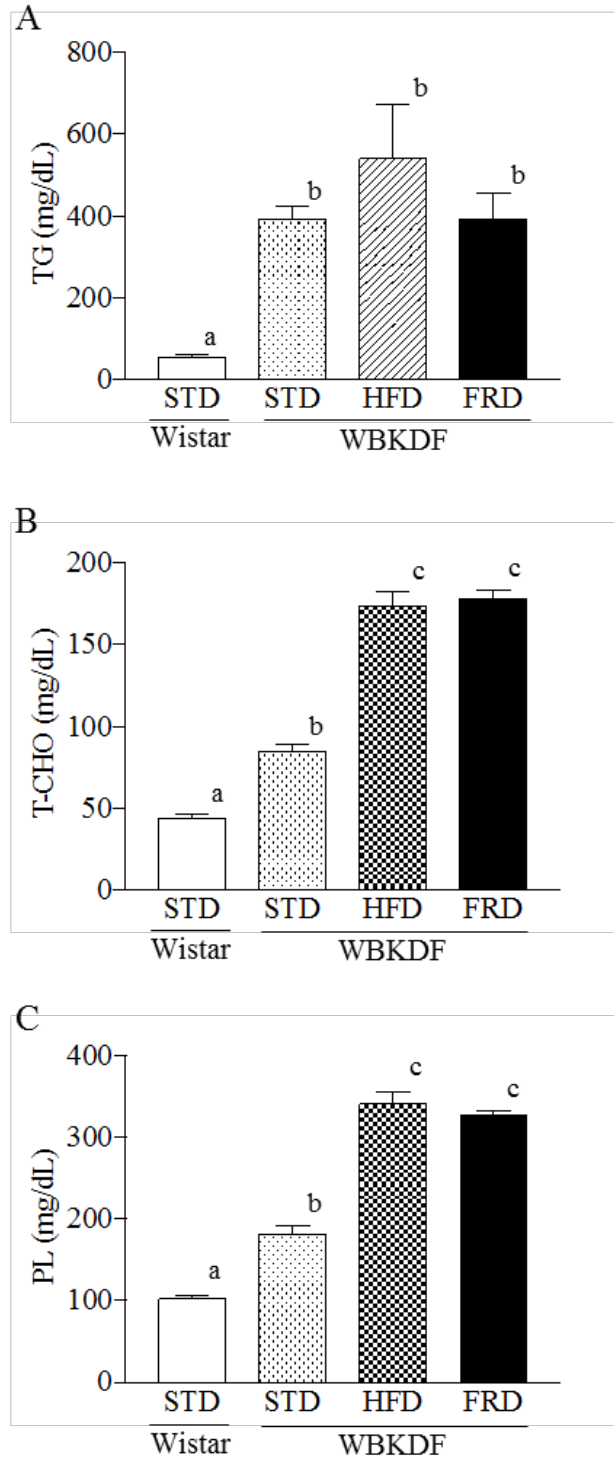 A
TG (mg/dL)
800
600
400
200
0
a
b
b
b
STD STD HFD FRD
Wistar WBKDF
B
T-CHO (mg/dL)
200
150
100
50
0
a
b
c
c
STD STD HFD FRD
Wistar WBKDF
C
PL (mg/dL)
400
300
200
100
0
a
b
c
c
STD STD HFD FRD
Wistar WBKDF